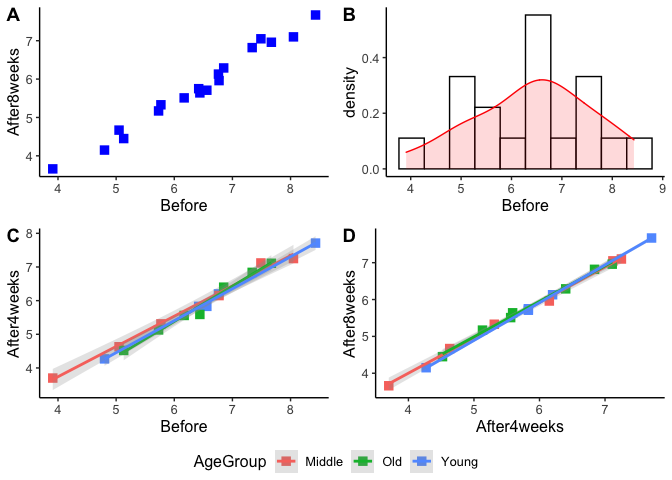 A
After8weeks
7
6
5
4
4 5 6 7 8
Before
B
density
0.4
0.2
0.0
4 5 6 7 8 9
Before
C
After4weeks
8
7
6
5
4
4 5 6 7 8
Before
D
After8weeks
7
6
5
4
4 5 6 7
After4weeks
AgeGroup Middle Old Young